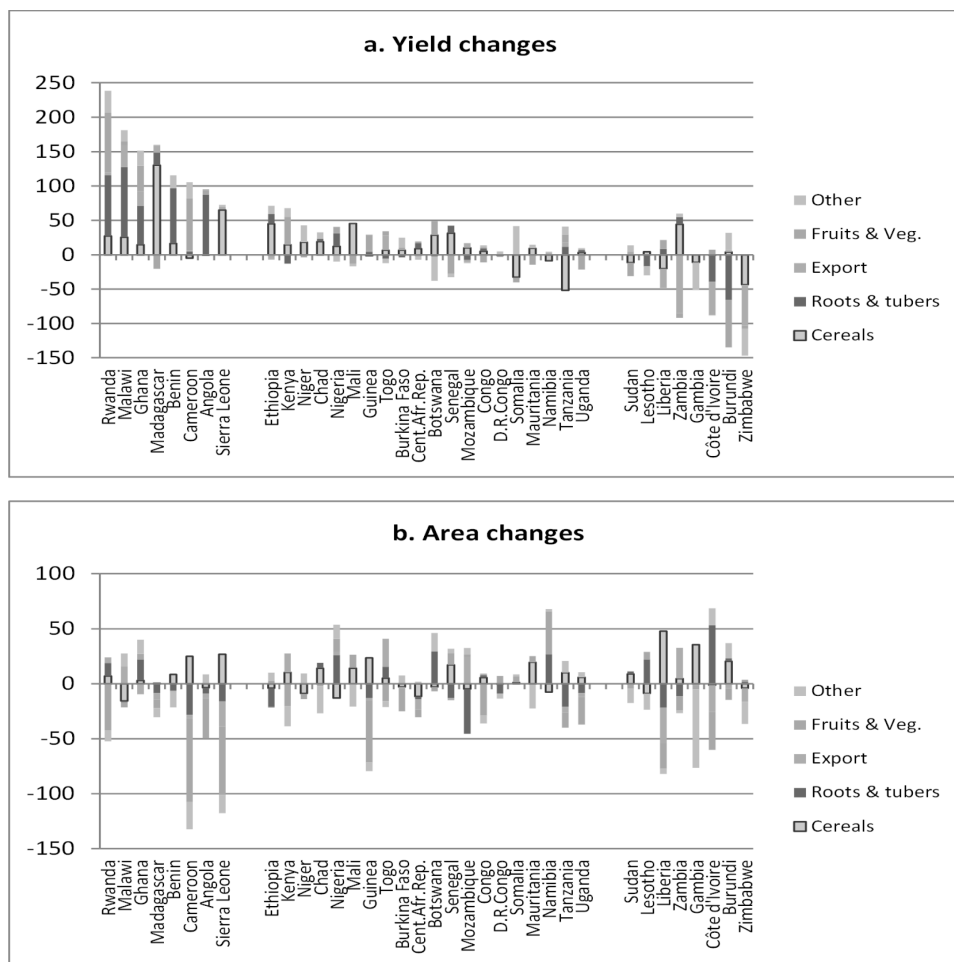 a. Yield changes
250
200
150
100
50
0
-50
-100
-150
Rwanda
Malawi
Ghana
Madagascar
Benin
Cameroon
Angola
Sierra Leone
Ethiopia
Kenya
Niger
Chad
Nigeria
Mali
Guinea
Togo
Burkina Faso
Cent.Afr.Rep.
Botswana
Senegal
Mozambique
Congo
D.R.Congo
Somalia
Mauritania
Namibia
Tanzania
Uganda
Sudan
Lesotho
Liberia
Zambia
Gambia
Côte d'Ivoire
Burundi
Zimbabwe
Other
Fruits & Veg.
Export
Roots & tubers
Cereals
b. Area changes
100
50
0
-50
-100
-150
Rwanda
Malawi
Ghana
Madagascar
Benin
Cameroon
Angola
Sierra Leone
Ethiopia
Kenya
Niger
Chad
Nigeria
Mali
Guinea
Togo
Burkina Faso
Cent.Afr.Rep.
Botswana
Senegal
Mozambique
Congo
D.R.Congo
Somalia
Mauritania
Namibia
Tanzania
Uganda
Sudan
Lesotho
Liberia
Zambia
Gambia
Côte d'Ivoire
Burundi
Zimbabwe
Other
Fruits & Veg.
Export
Roots & tubers
Cereals